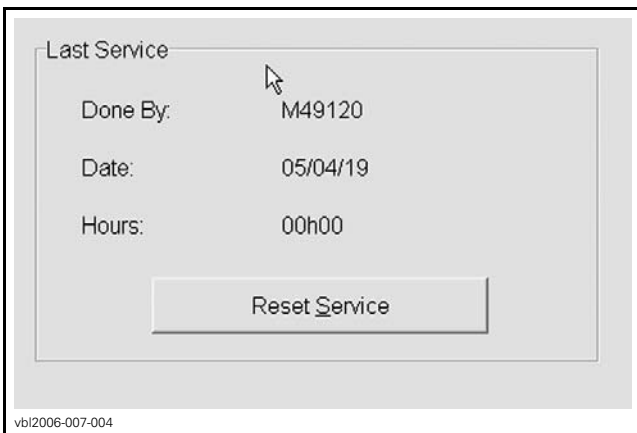 Last Service
Done By: M49120
Date: 05/04/19
Hours: 00h00
Reset Service
vbl2006-007-004